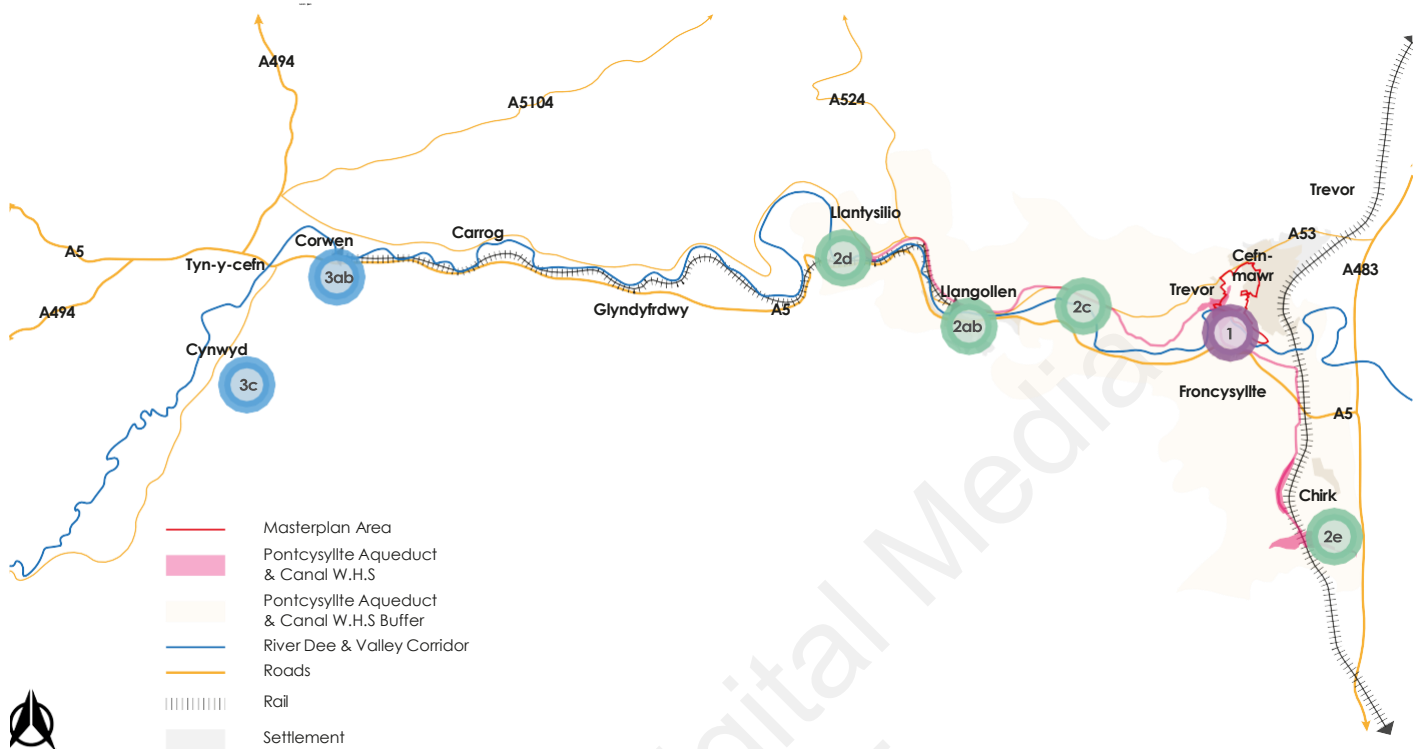 A494
A5104
A524
Trevor
Llantysilio
Carrog
A53
Corwen
A5
Cefn-
mawr
Tyn-y-cefn
2d
A483
3ab
Llangollen
Trevor
2c
A494
Glyndyfrdwy
A5
2ab
1
Cynwyd
3c
Froncysyllte
A5
Chirk
2e
Masterplan Area
Pontcysyllte Aqueduct
& Canal W.H.S
Pontcysyllte Aqueduct
& Canal W.H.S Buffer
River Dee & Valley Corridor
Roads
Rail
Settlement
gital Media